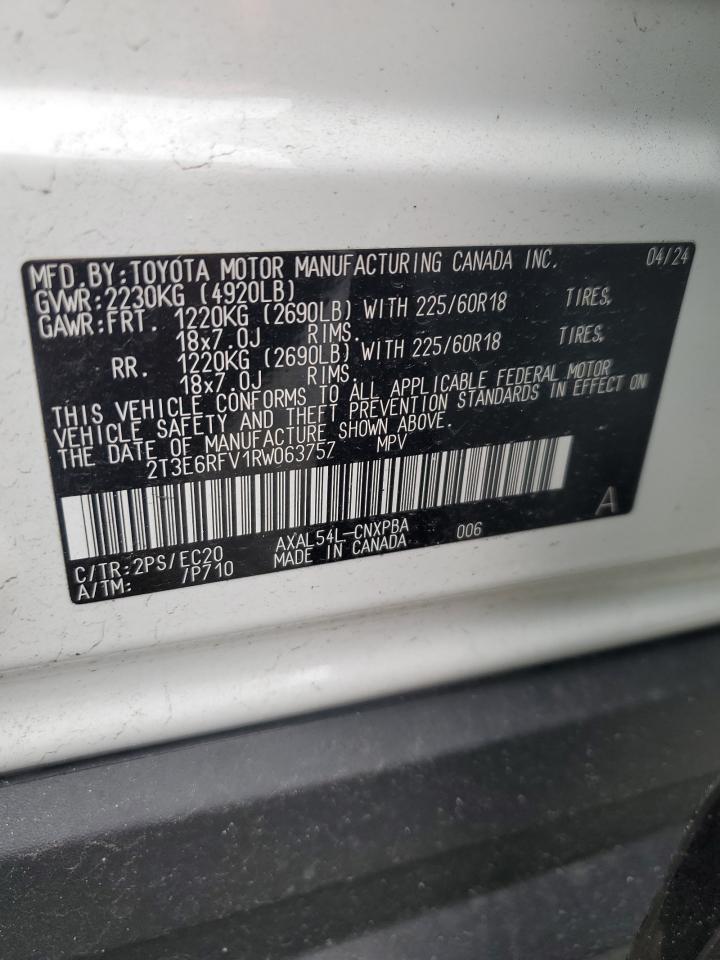 MFD.BY:TOYOTA MOTOR MANUFACTURING CANADA INC. 04/24
GVWR:2230KG (4920LB)
GAWR:FRT. 1220KG (2690LB) WITH 225/60R18 TIRES,
18x7.0J RIMS.
RR. 1220KG (2690LB) WITH 225/60R18 TIRES,
18x7.0J RIMS.
THIS VEHICLE CONFORMS TO ALL APPLICABLE FEDERAL MOTOR
VEHICLE SAFETY AND THEFT PREVENTION STANDARDS IN EFFECT ON
THE DATE OF MANUFACTURE SHOWN ABOVE.
2T3E6RFV1RW063757 MPV
A
C/TR:2PS/EC20 AXAL54L-CNXPBA 006
A/TM: /P710 MADE IN CANADA